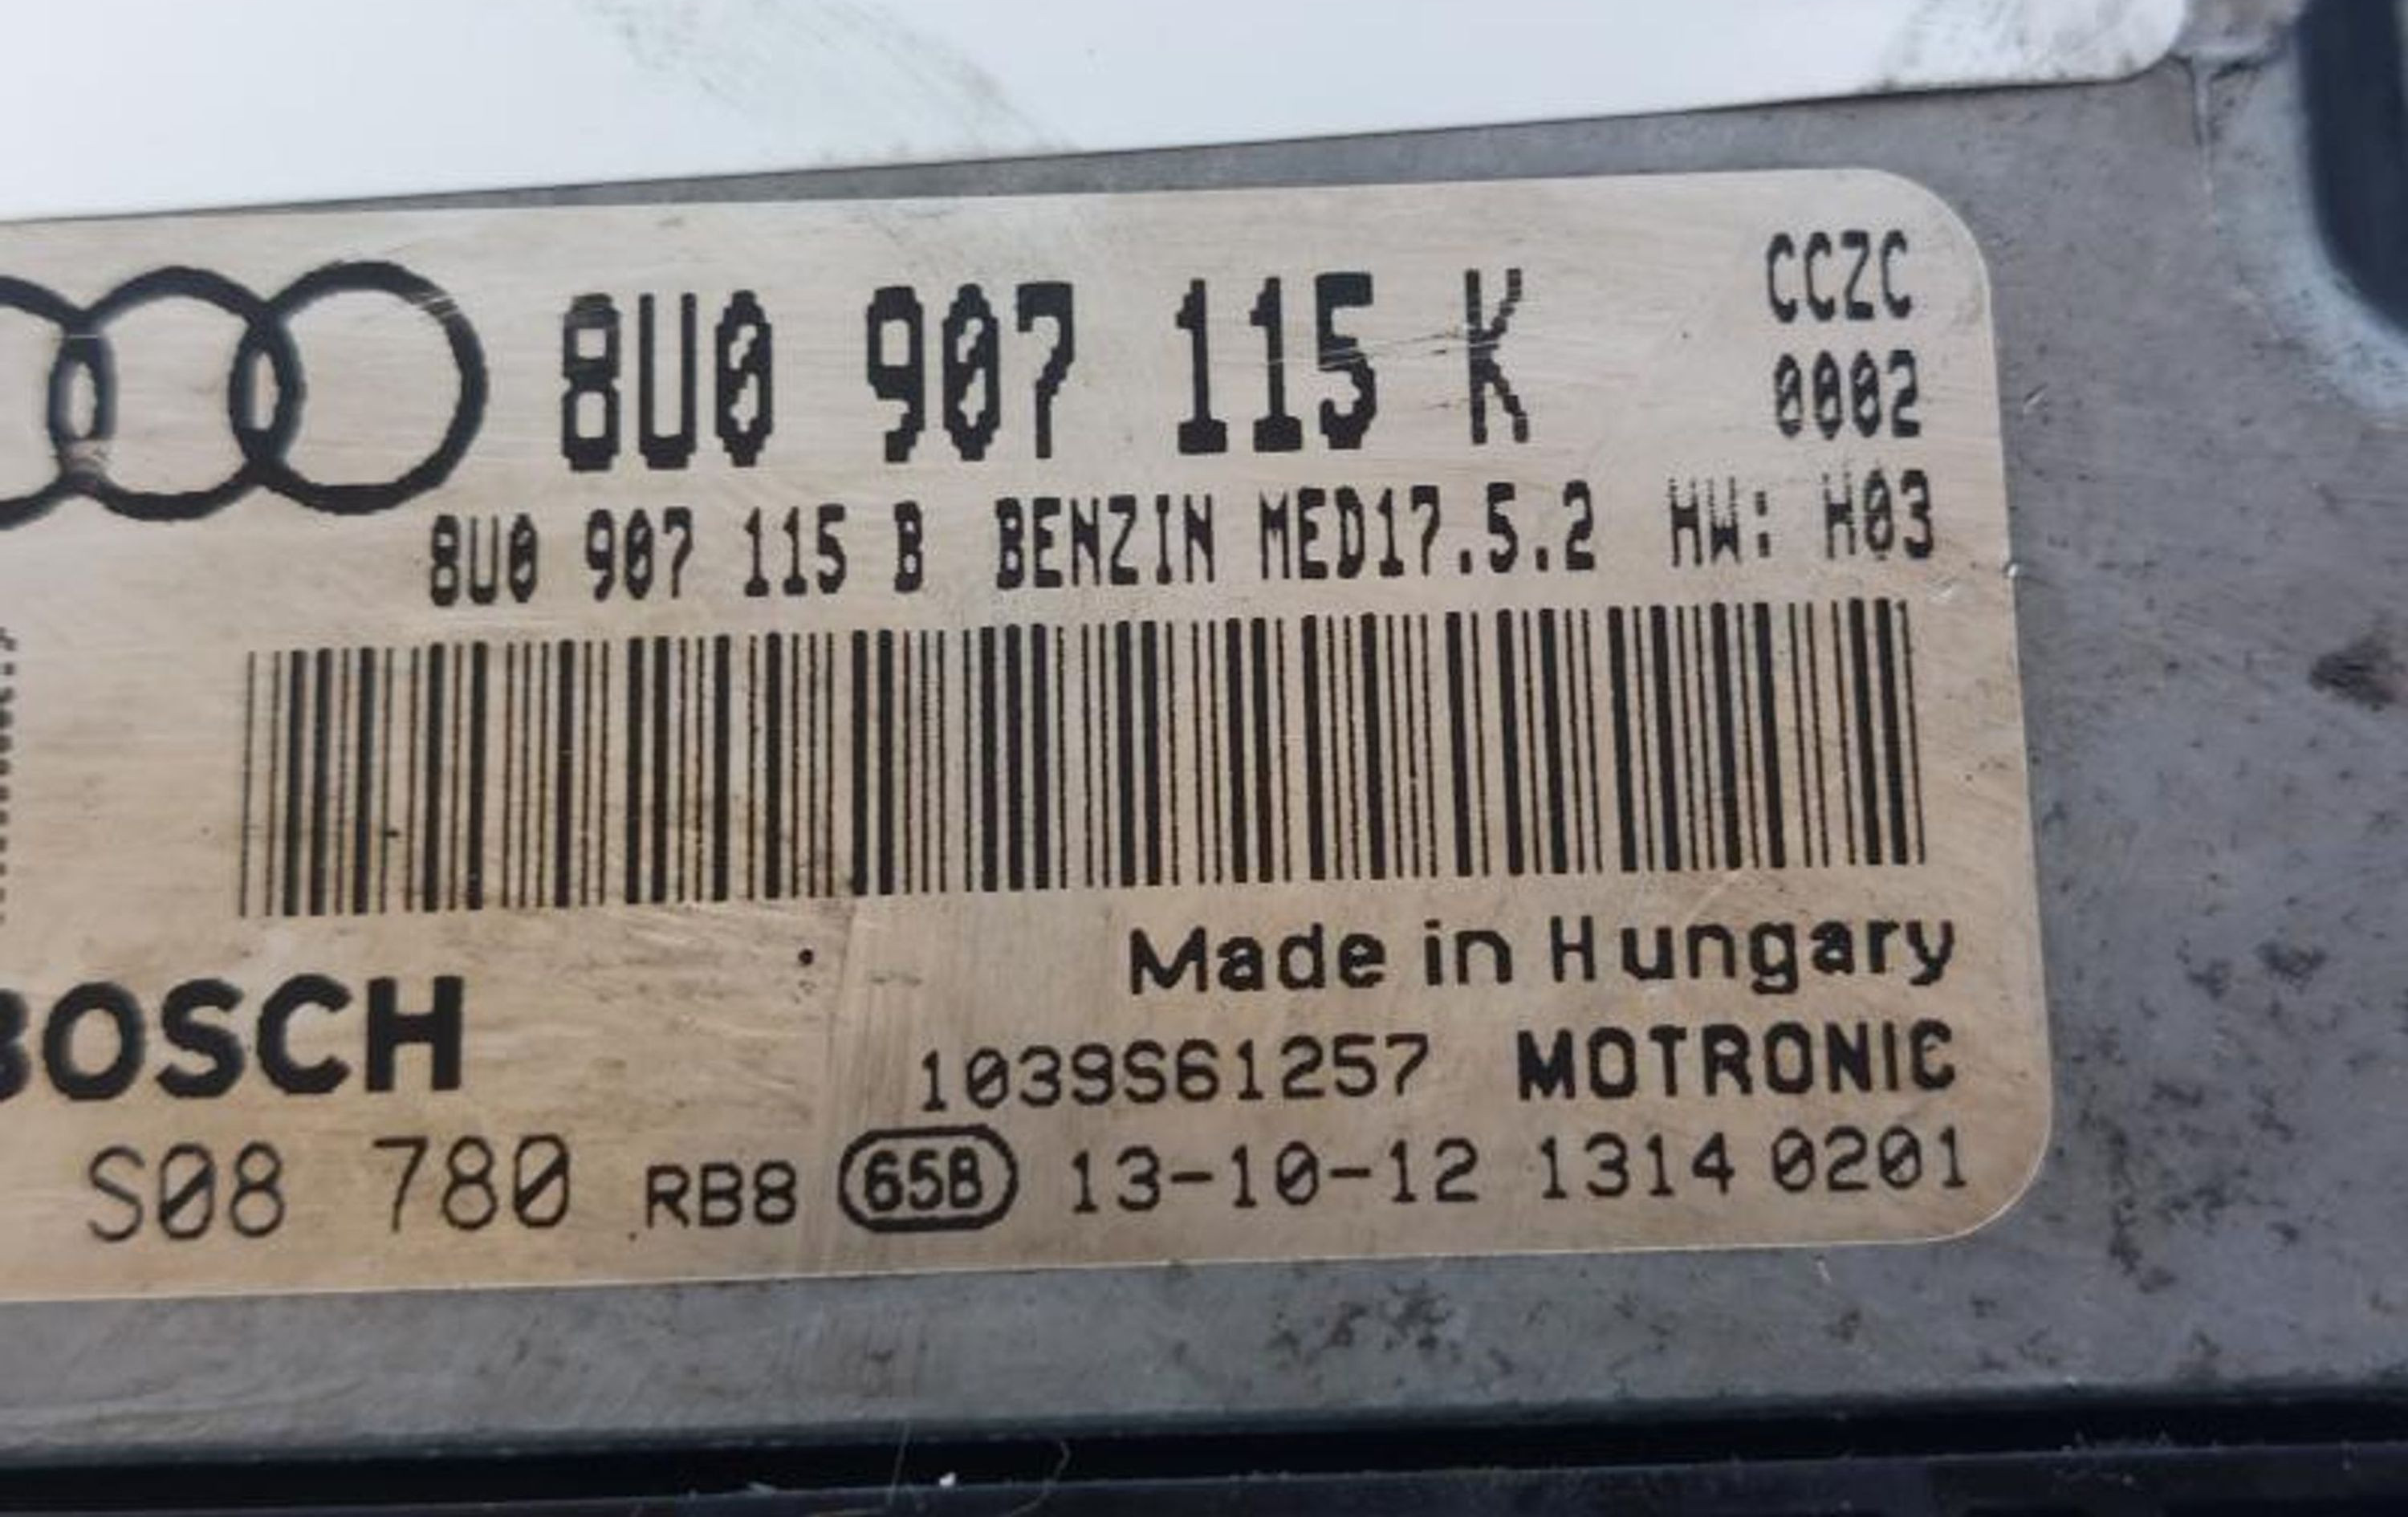 8U0 907 115 K
CCZC
0002
8U0 907 115 B BENZIN MED17.5.2 HW: H03
Made in Hungary
BOSCH
1039S61257 MOTRONIC
S08 780 RB8 65B 13-10-12 1314 0201